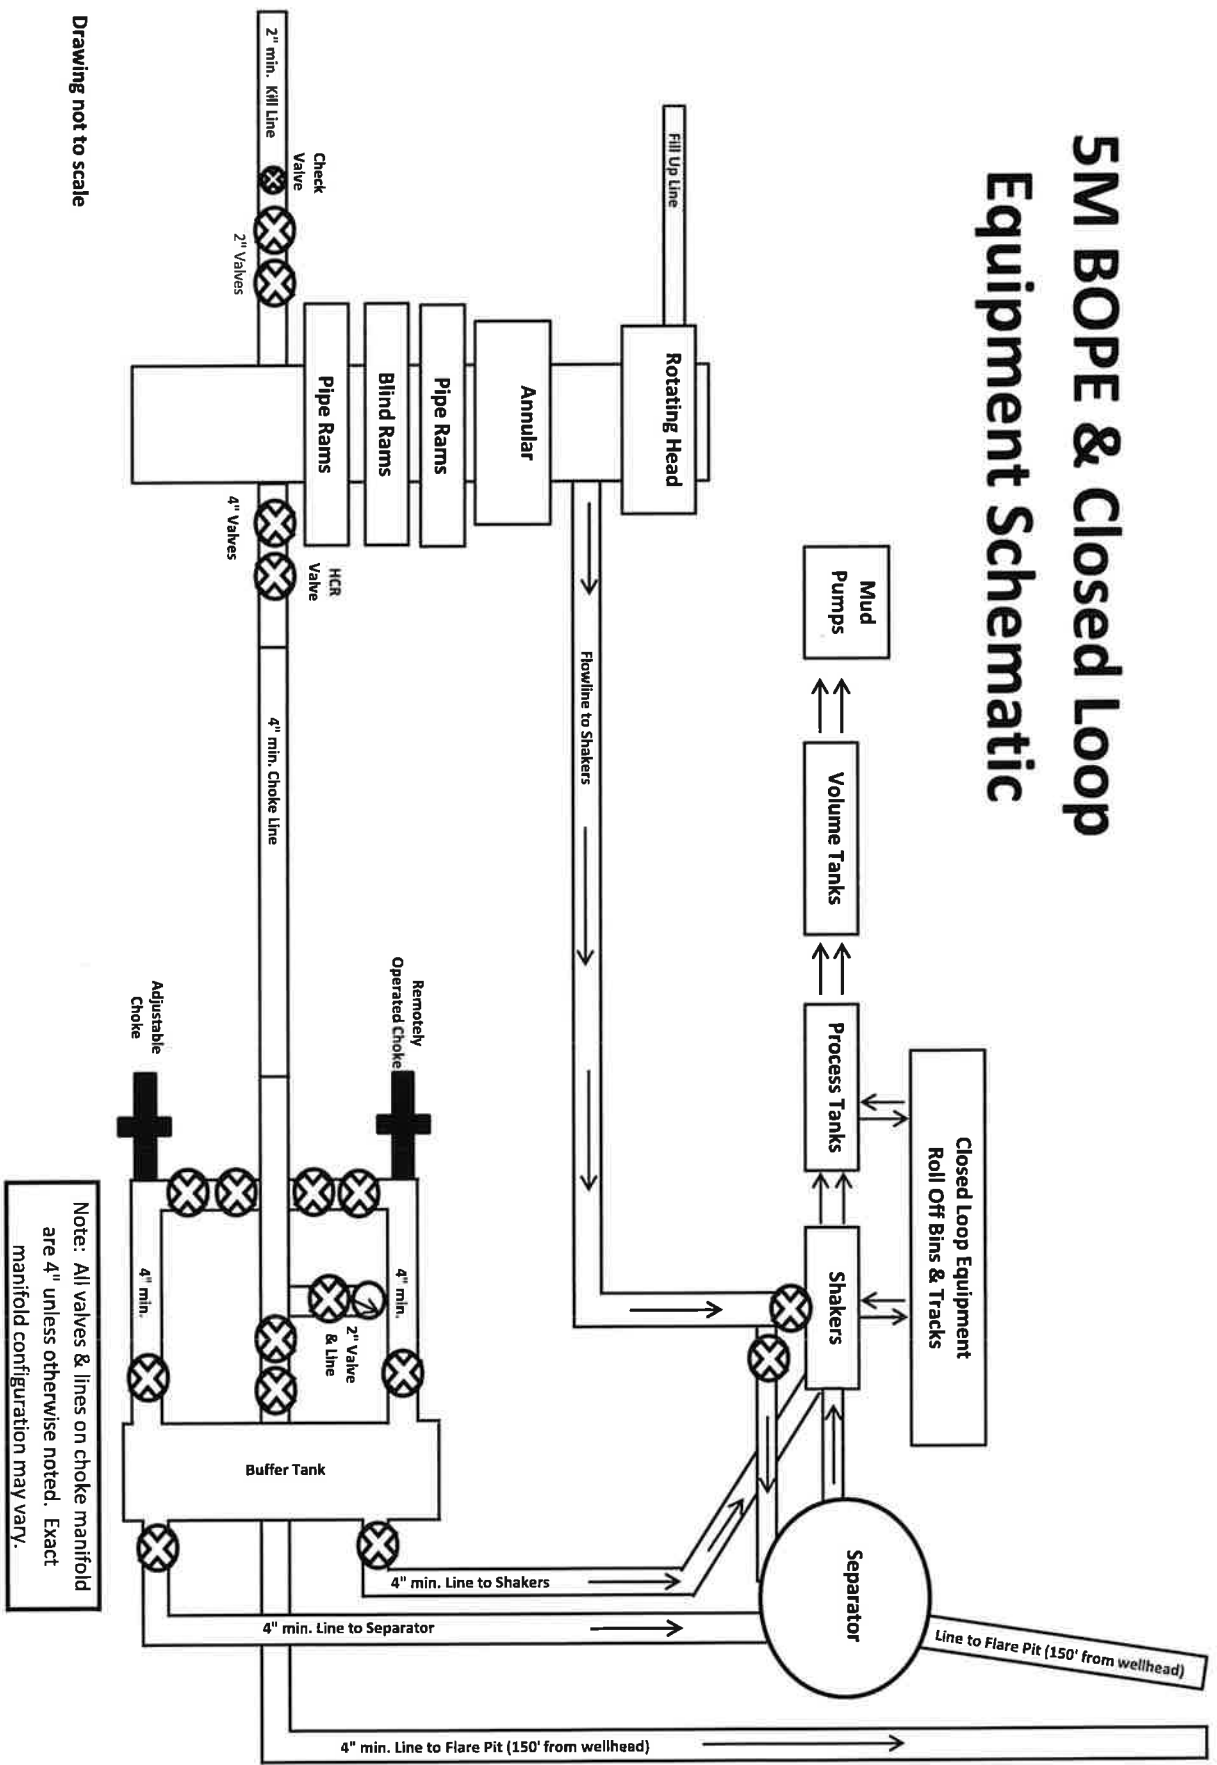 5M BOPE & Closed Loop
Equipment Schematic
Fill Up Line
Rotating Head
Annular
Pipe Rams
Blind Rams
Pipe Rams
2" min. Kill Line
Check
Valve
2" Valves
4" Valves
HCR
Valve
Flowline to Shakers
4" min. Choke Line
Mud
Pumps
Volume Tanks
Process Tanks
Shakers
Closed Loop Equipment
Roll Off Bins & Tracks
Remotely
Operated Choke
Adjustable
Choke
4" min.
2" Valve
& Line
4" min.
Buffer Tank
Separator
4" min. Line to Shakers
4" min. Line to Separator
Line to Flare Pit (150' from wellhead)
4" min. Line to Flare Pit (150' from wellhead)
Drawing not to scale
Note: All valves & lines on choke manifold
are 4" unless otherwise noted. Exact
manifold configuration may vary.